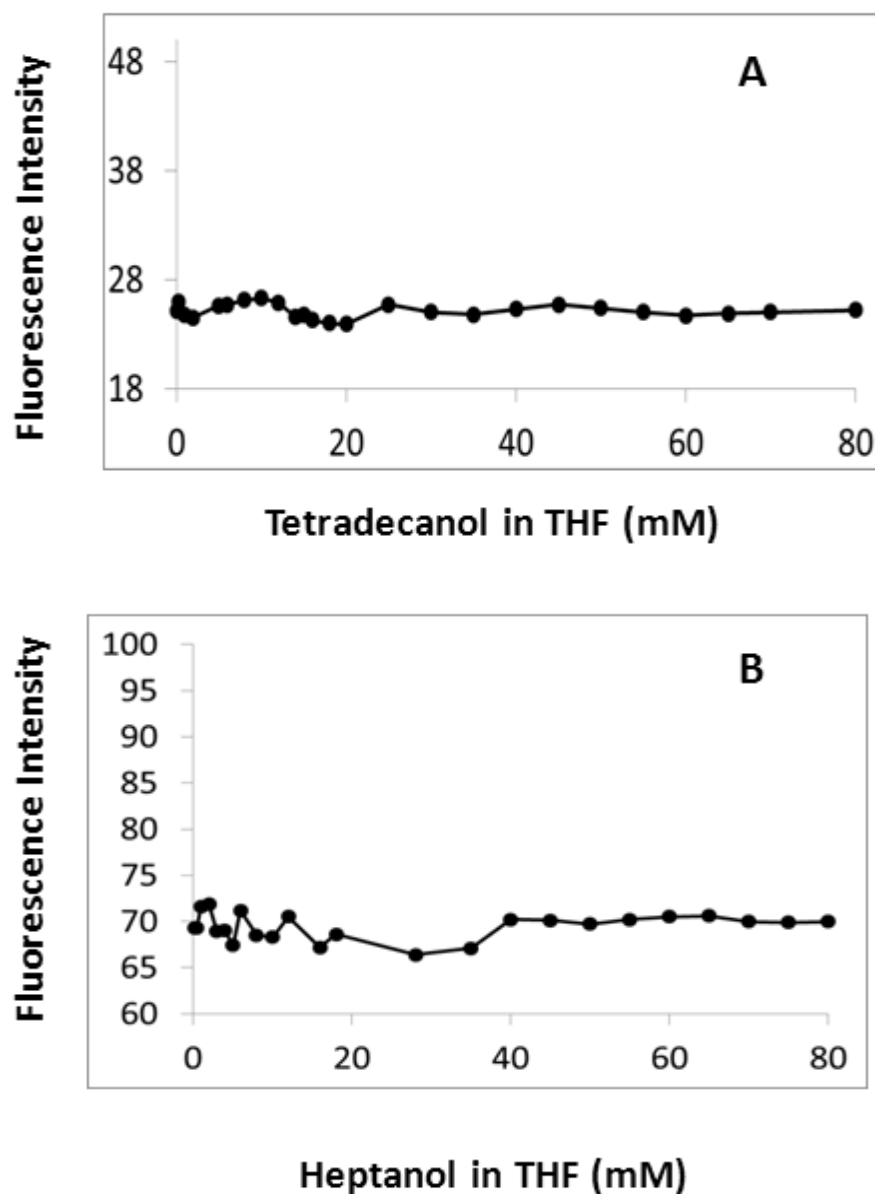 A
Fluorescence Intensity
48
38
28
18
0 20 40 60 80
Tetradecanol in THF (mM)
B
Fluorescence Intensity
100
95
90
85
80
75
70
65
60
0 20 40 60 80
Heptanol in THF (mM)